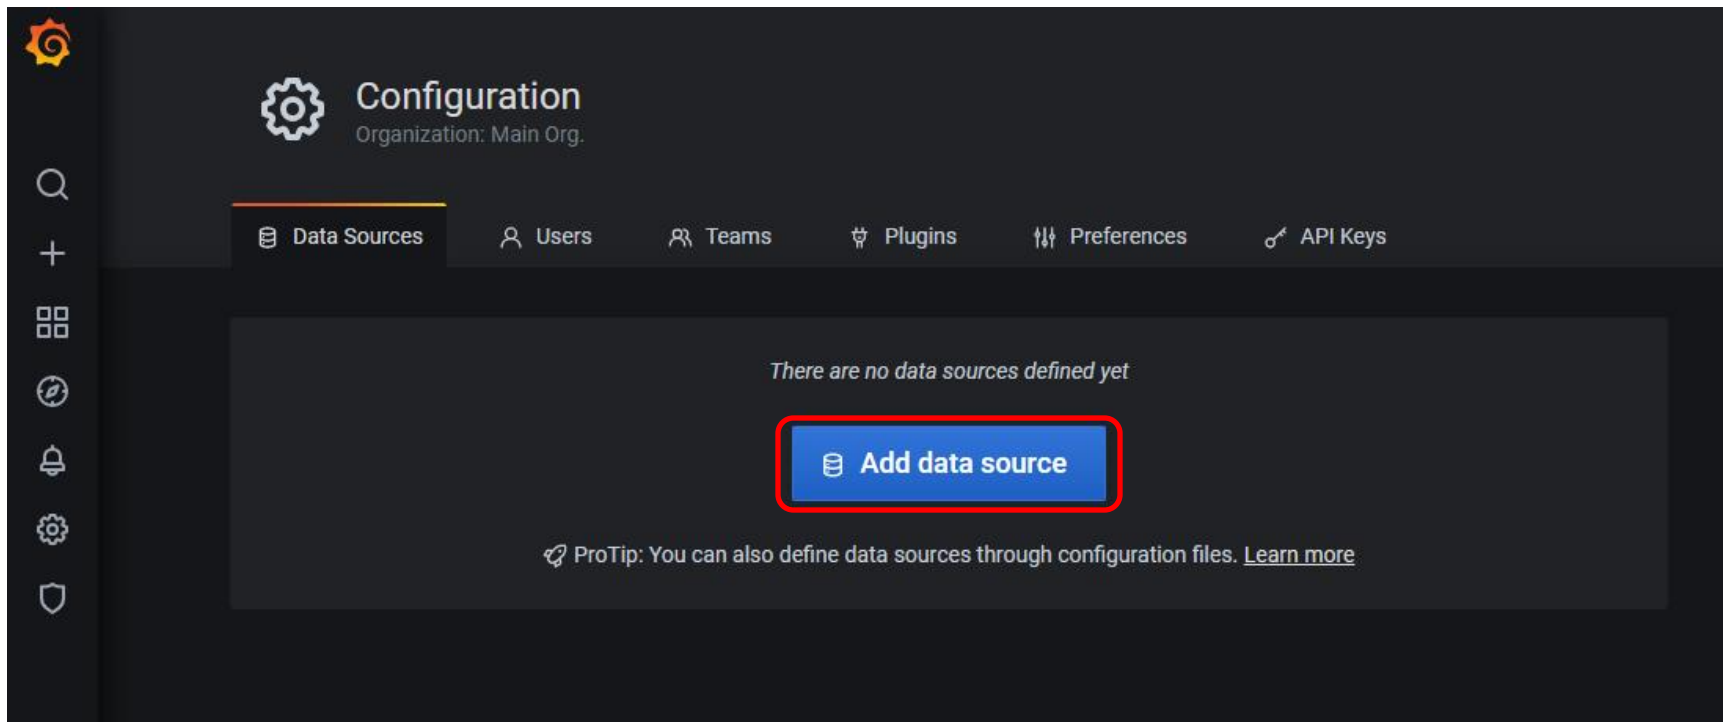 Configuration
Organization: Main Org.
Data Sources Users Teams Plugins Preferences API Keys
There are no data sources defined yet
Add data source
ProTip: You can also define data sources through configuration files. Learn more